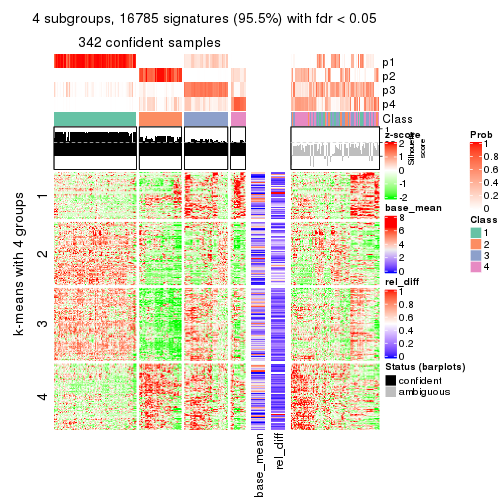 4 subgroups, 16785 signatures (95.5%) with fdr < 0.05
342 confident samples
p1
p2
p3
p4
Class
1
Silhouette
score
k-means with 4 groups
1
2
3
4
base_mean
rel_diff
z-score
2
1
0
-1
-2
base_mean
8
6
4
2
0
rel_diff
1
0.8
0.6
0.4
0.2
0
Status (barplots)
confident
ambiguous
Prob
1
0.8
0.6
0.4
0.2
0
Class
1
2
3
4